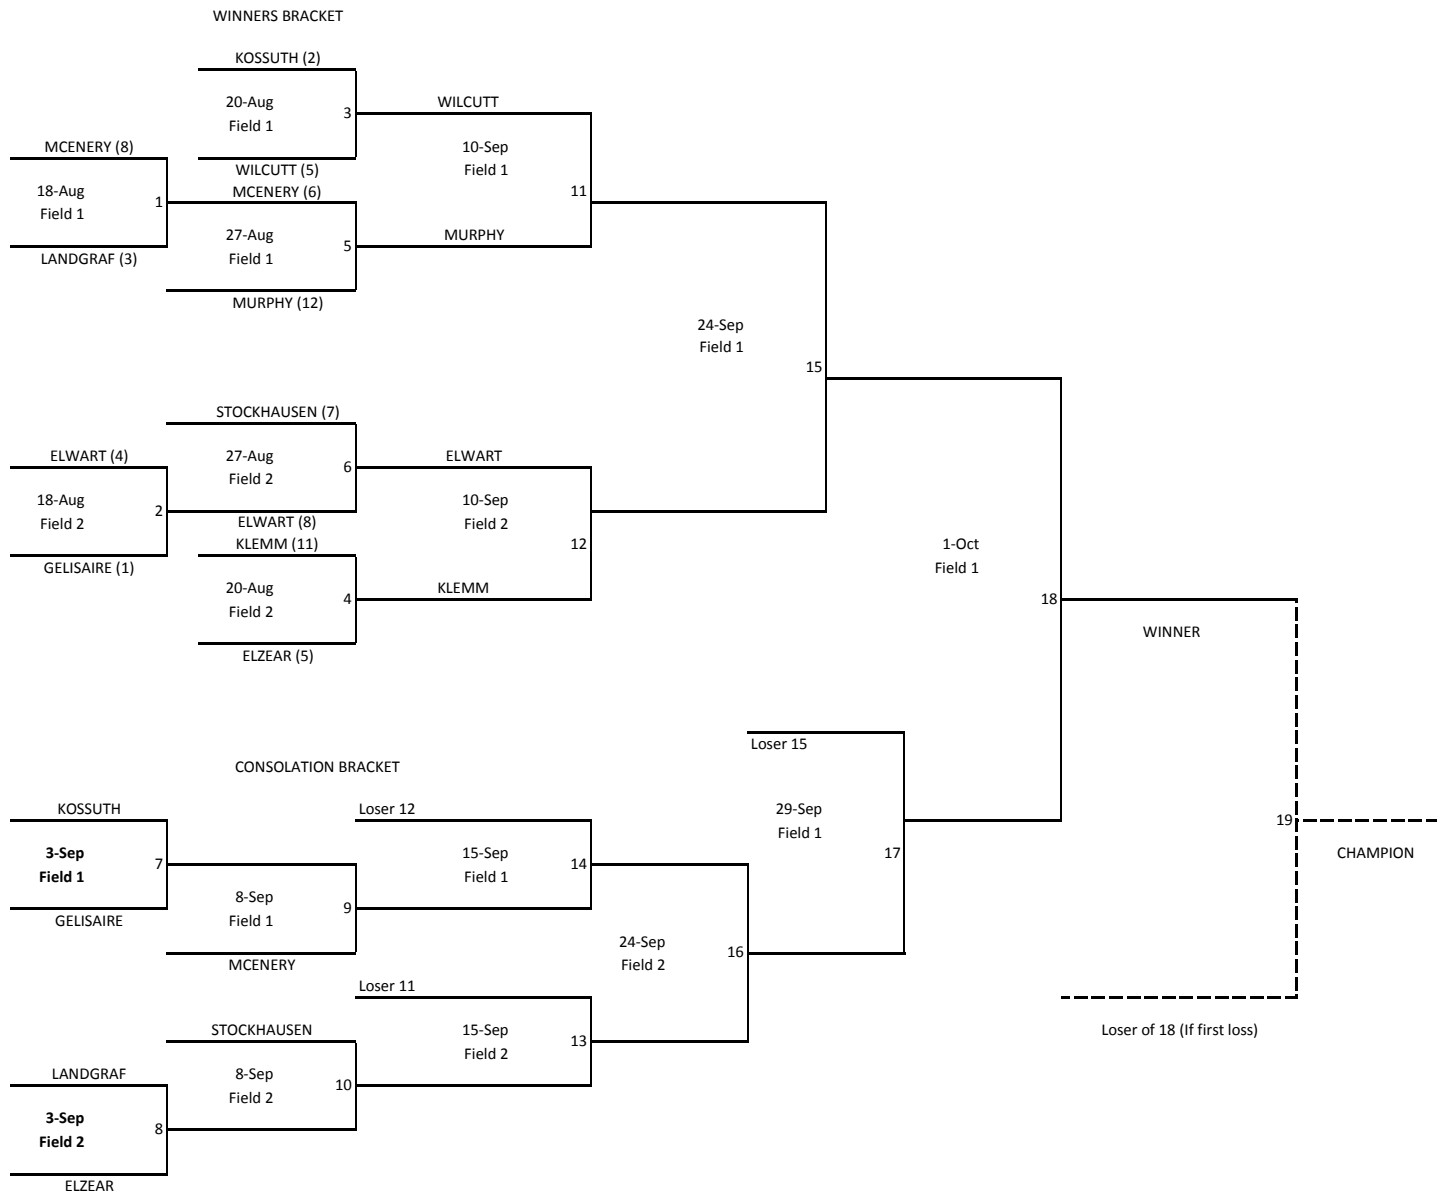 WINNERS BRACKET
KOSSUTH (2)
20-Aug
Field 1
3
WILCUTT (5)
WILCUTT
MCENERY (8)
18-Aug
Field 1
1
LANDGRAF (3)
MCENERY (6)
27-Aug
Field 1
5
MURPHY (12)
MURPHY
10-Sep
Field 1
11
24-Sep
Field 1
15
STOCKHAUSEN (7)
27-Aug
Field 2
6
ELWART (8)
ELWART
ELWART (4)
18-Aug
Field 2
2
GELISAIRE (1)
KLEMM (11)
20-Aug
Field 2
4
ELZEAR (5)
KLEMM
10-Sep
Field 2
12
1-Oct
Field 1
18
WINNER
CONSOLATION BRACKET
KOSSUTH
3-Sep
Field 1
7
GELISAIRE
8-Sep
Field 1
9
MCENERY
Loser 12
15-Sep
Field 1
14
Loser 11
15-Sep
Field 2
13
STOCKHAUSEN
8-Sep
Field 2
10
LANDGRAF
3-Sep
Field 2
8
ELZEAR
24-Sep
Field 2
16
Loser 15
29-Sep
Field 1
17
19
CHAMPION
Loser of 18 (If first loss)